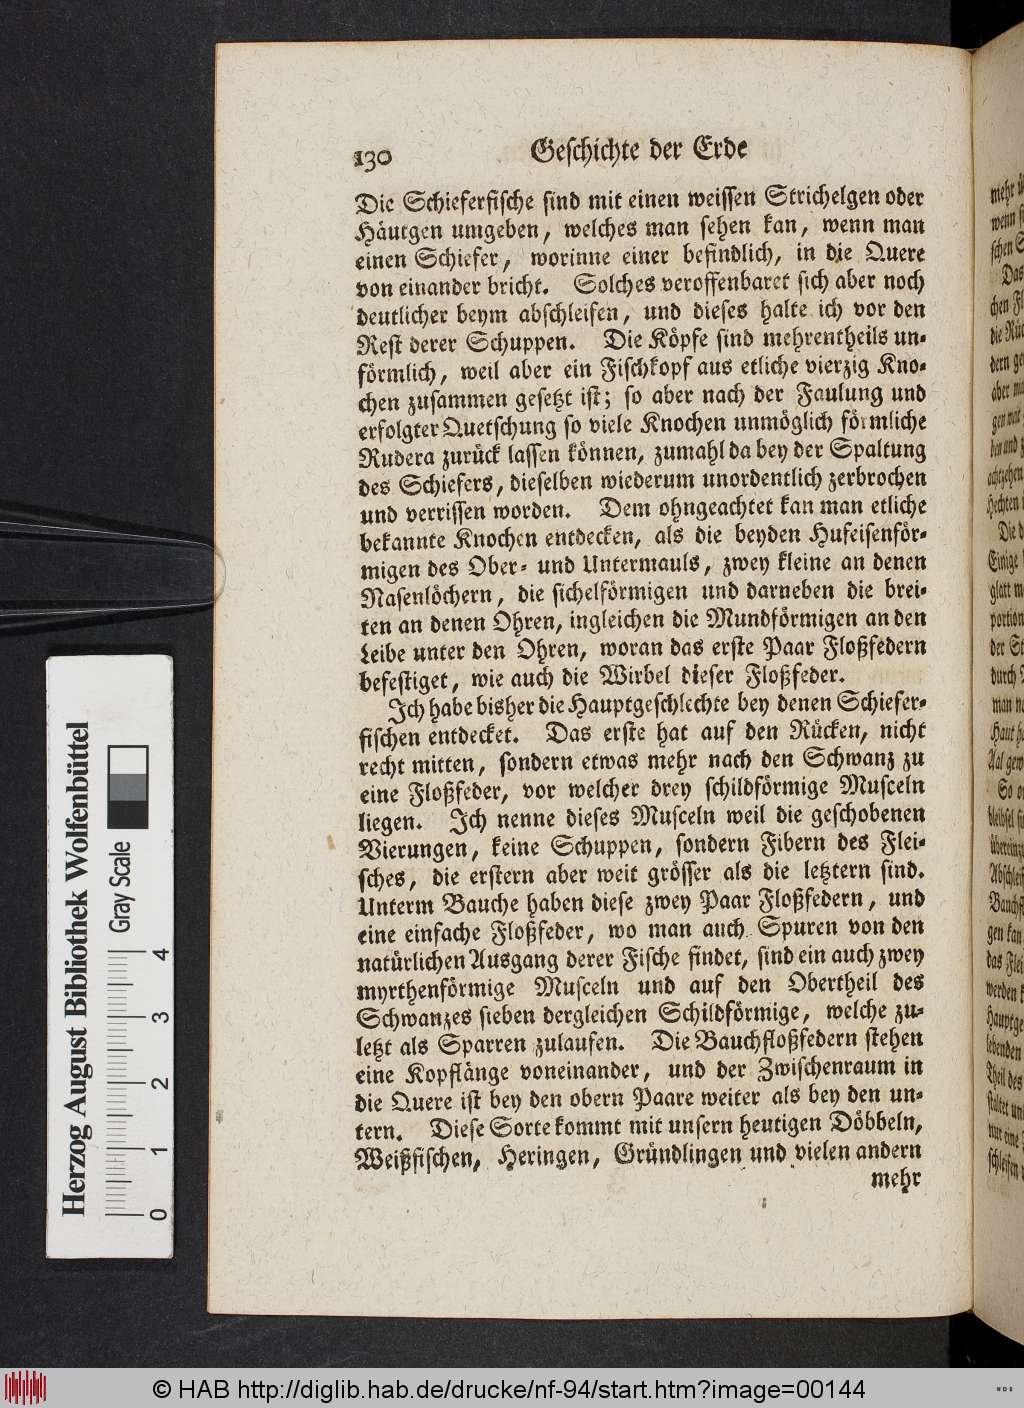 130 Geschichte der Erde
Die Schieferfische sind mit einen weissen Strichelgen oder
Häutgen umgeben, welches man sehen kan, wenn man
einen Schiefer, worinne einer befindlich, in die Quere
von einander bricht. Solches veroffenbaret sich aber noch
deutlicher beym abschleifen, und dieses halte ich vor den
Rest derer Schuppen. Die Köpfe sind mehrentheils un-
förmlich, weil aber ein Fischkopf aus etliche vierzig Kno-
chen zusammen gesetzt ist; so aber nach der Faulung und
erfolgter Quetschung so viele Knochen unmöglich förmliche
Rudera zurück lassen können, zumahl da bey der Spaltung
des Schiefers, dieselben wiederum unordentlich zerbrochen
und verrissen worden. Dem ohngeachtet kan man etliche
bekannte Knochen entdecken, als die beyden Hufeisenför-
migen des Ober- und Untermauls, zwey kleine an denen
Nasenlöchern, die sichelförmigen und darneben die brei-
ten an denen Ohren, ingleichen die Mundförmigen an den
Leibe unter den Ohren, woran das erste Paar Floßfedern
befestiget, wie auch die Wirbel dieser Floßfeder.
Ich habe bisher die Hauptgeschlechte bey denen Schiefer-
fischen entdecket. Das erste hat auf den Rücken, nicht
recht mitten, sondern etwas mehr nach den Schwanz zu
eine Floßfeder, vor welcher drey schildförmige Musceln
liegen. Ich nenne dieses Musceln weil die geschobenen
Vierungen, keine Schuppen, sondern Fibern des Flei-
sches, die erstern aber weit grösser als die letztern sind.
Unterm Bauche haben diese zwey Paar Floßfedern, und
eine einfache Floßfeder, wo man auch Spuren von den
natürlichen Ausgang derer Fische findet, sind ein auch zwey
myrthenförmige Musceln und auf den Obertheil des
Schwanzes sieben dergleichen Schildförmige, welche zu-
letzt als Sparren zulaufen. Die Bauchfloßfedern stehen
eine Kopflänge voneinander, und der Zwischenraum in
die Quere ist bey den obern Paare weiter als bey den un-
tern. Diese Sorte kommt mit unsern heutigen Döbbeln,
Weißfischen, Heringen, Gründlingen und vielen andern
mehr
Herzog August Bibliothek Wolfenbüttel
Gray Scale
0 1 2 3 4
© HAB http://diglib.hab.de/drucke/nf-94/start.htm?image=00144